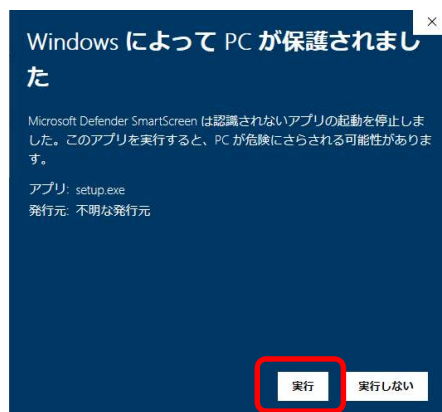 Windows によって PC が保護されまし
た
Microsoft Defender SmartScreen は認識されないアプリの起動を停止しま
した。このアプリを実行すると、PC が危険にさらされる可能性がありま
す。
アプリ: setup.exe
発行元: 不明な発行元
実行 実行しない